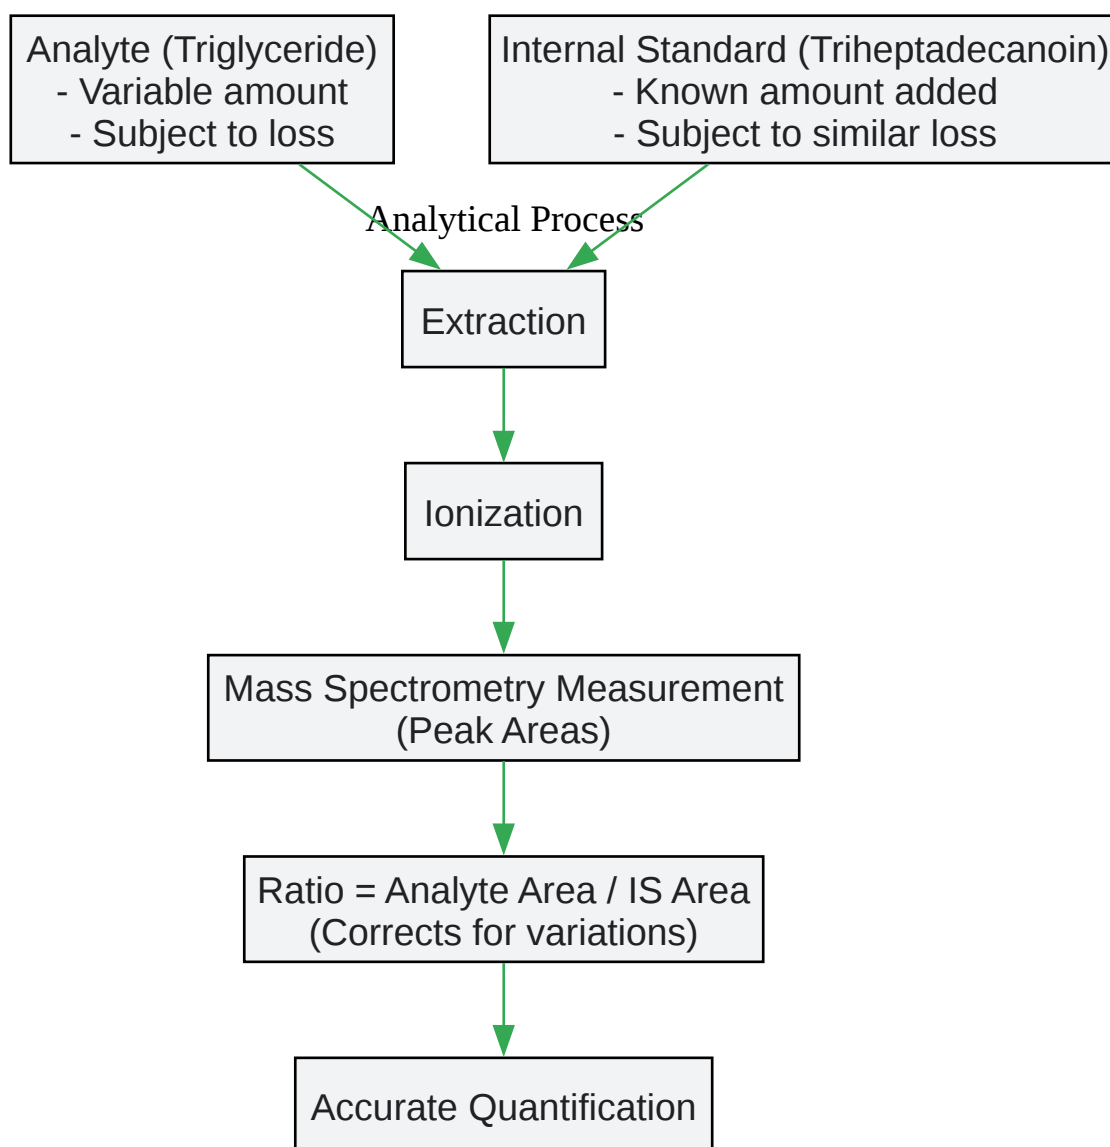 Analyte (Triglyceride)
- Variable amount
- Subject to loss
Internal Standard (Triheptadecanoin)
- Known amount added
- Subject to similar loss
Analytical Process
Extraction
Ionization
Mass Spectrometry Measurement
(Peak Areas)
Ratio = Analyte Area / IS Area
(Corrects for variations)
Accurate Quantification